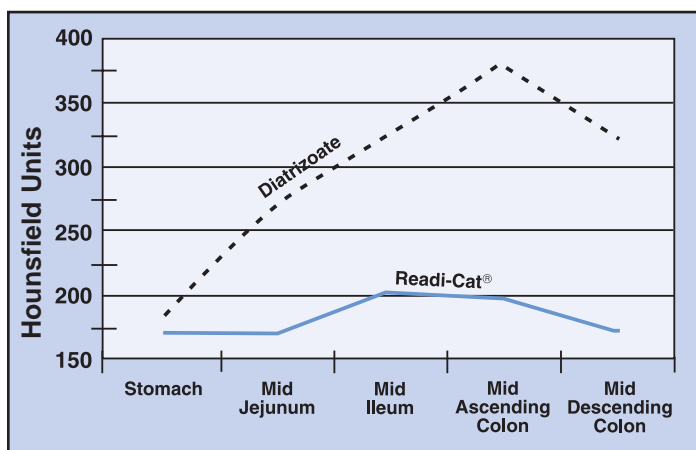 Hounsfield Units
400
350
300
250
200
150
Diatrizoate
Readi-Cat®
Stomach
Mid
Jejunum
Mid
Ileum
Mid
Ascending
Colon
Mid
Descending
Colon